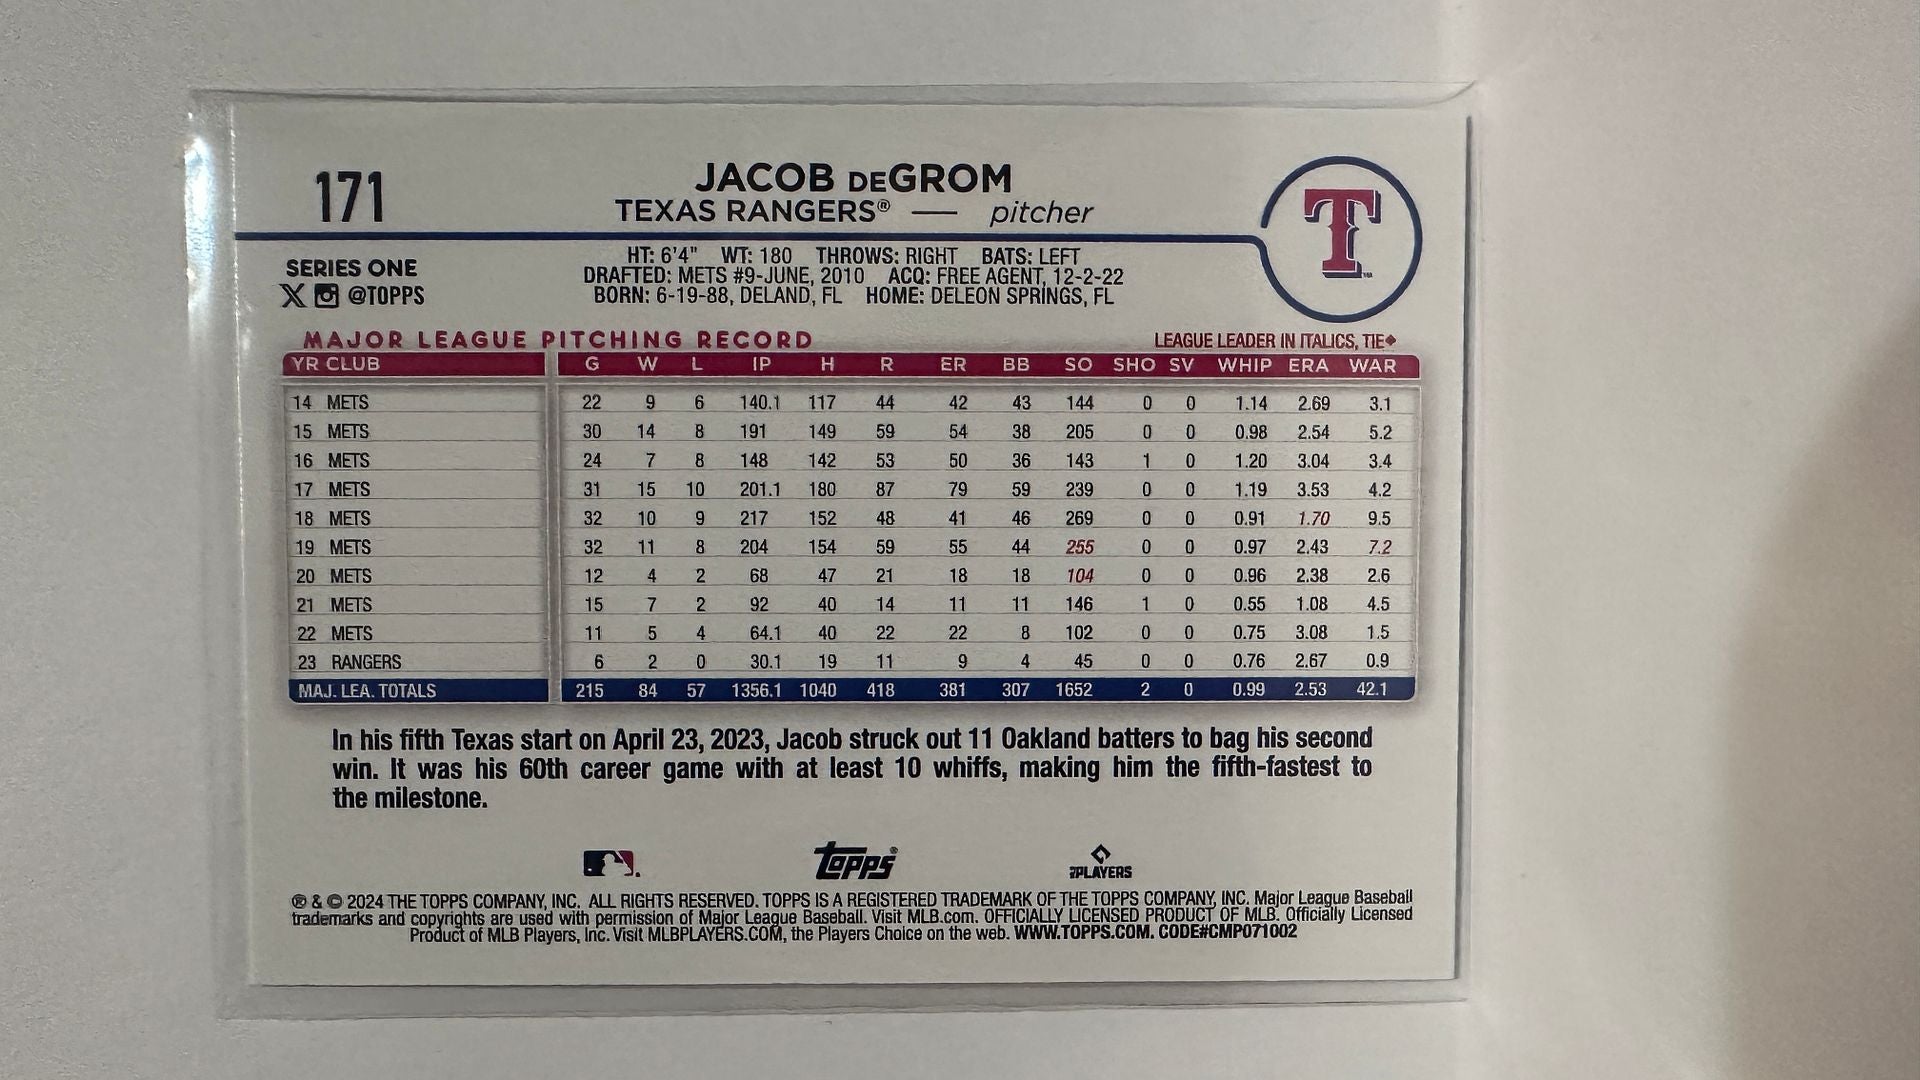 171
JACOB DEGROM
TEXAS RANGERS® — pitcher
T
SERIES ONE
X @TOPPS
HT: 6'4" WT: 180 THROWS: RIGHT BATS: LEFT
DRAFTED: METS #9-JUNE, 2010 ACQ: FREE AGENT, 12-2-22
BORN: 6-19-88, DELAND, FL HOME: DELEON SPRINGS, FL
MAJOR LEAGUE PITCHING RECORD LEAGUE LEADER IN ITALICS, TIE◆
YR CLUB G W L IP H R ER BB SO SHO SV WHIP ERA WAR
14 METS 22 9 6 140.1 117 44 42 43 144 0 0 1.14 2.69 3.1
15 METS 30 14 8 191 149 59 54 38 205 0 0 0.98 2.54 5.2
16 METS 24 7 8 148 142 53 50 36 143 1 0 1.20 3.04 3.4
17 METS 31 15 10 201.1 180 87 79 59 239 0 0 1.19 3.53 4.2
18 METS 32 10 9 217 152 48 41 46 269 0 0 0.91 1.70 9.5
19 METS 32 11 8 204 154 59 55 44 255 0 0 0.97 2.43 7.2
20 METS 12 4 2 68 47 21 18 18 104 0 0 0.96 2.38 2.6
21 METS 15 7 2 92 40 14 11 11 146 1 0 0.55 1.08 4.5
22 METS 11 5 4 64.1 40 22 22 8 102 0 0 0.75 3.08 1.5
23 RANGERS 6 2 0 30.1 19 11 9 4 45 0 0 0.76 2.67 0.9
MAJ. LEA. TOTALS 215 84 57 1356.1 1040 418 381 307 1652 2 0 0.99 2.53 42.1
In his fifth Texas start on April 23, 2023, Jacob struck out 11 Oakland batters to bag his second
win. It was his 60th career game with at least 10 whiffs, making him the fifth-fastest to
the milestone.
Topps® PLAYERS
® & © 2024 THE TOPPS COMPANY, INC. ALL RIGHTS RESERVED. TOPPS IS A REGISTERED TRADEMARK OF THE TOPPS COMPANY, INC. Major League Baseball
trademarks and copyrights are used with permission of Major League Baseball. Visit MLB.com. OFFICIALLY LICENSED PRODUCT OF MLB. Officially Licensed
Product of MLB Players, Inc. Visit MLBPLAYERS.COM, the Players Choice on the web. WWW.TOPPS.COM. CODE#CMP071002